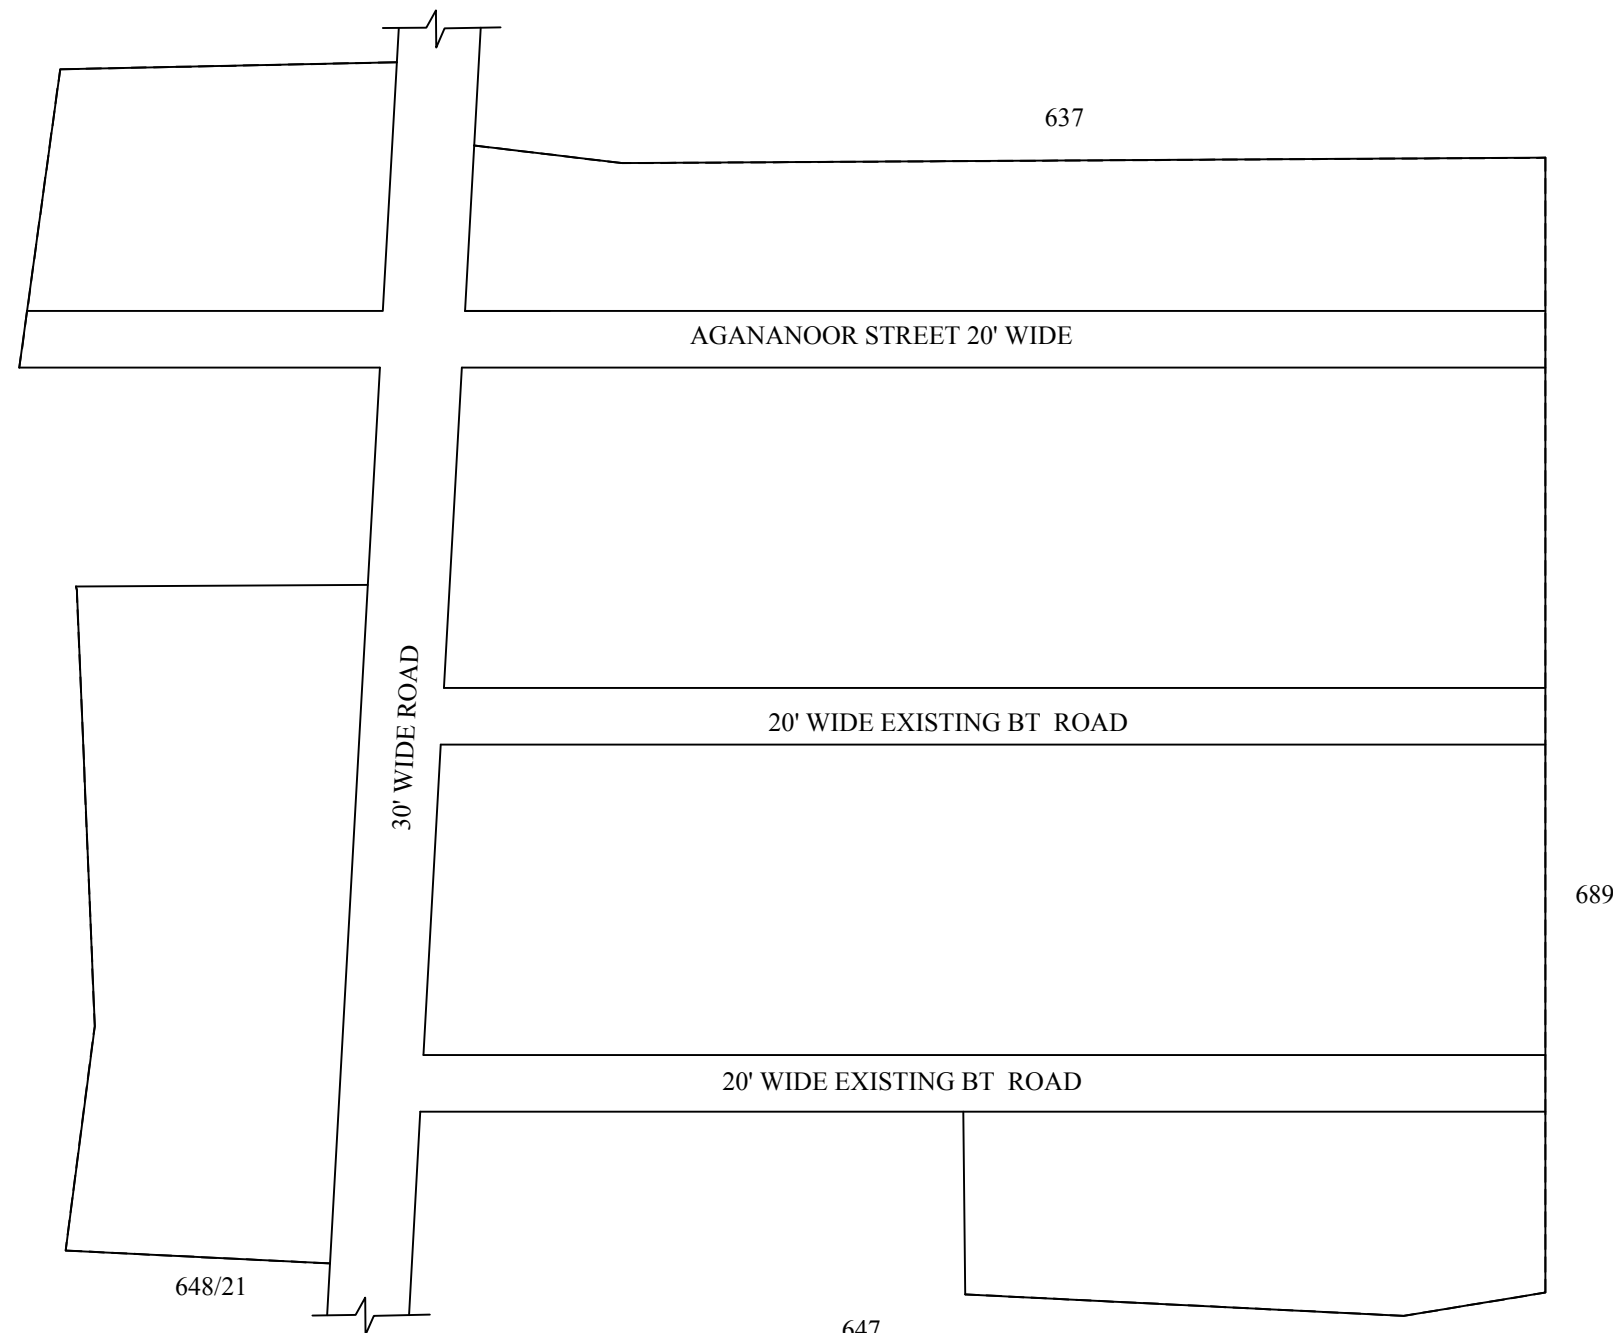 637
AGANANOOR STREET 20' WIDE
30' WIDE ROAD
20' WIDE EXISTING BT ROAD
689
20' WIDE EXISTING BT ROAD
648/21
647